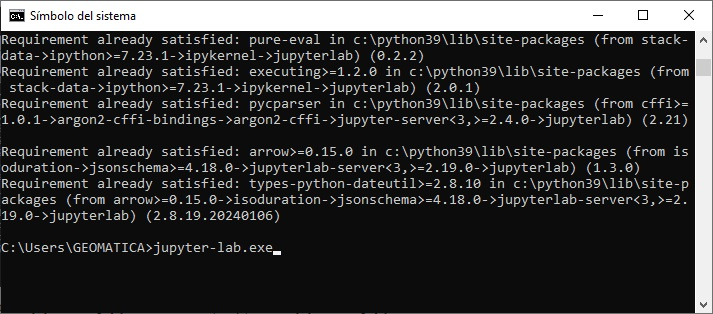 Símbolo del sistema
Requirement already satisfied: pure-eval in c:\python39\lib\site-packages (from stack-
data->ipython>=7.23.1->ipykernel->jupyterlab) (0.2.2)
Requirement already satisfied: executing>=1.2.0 in c:\python39\lib\site-packages (from
 stack-data->ipython>=7.23.1->ipykernel->jupyterlab) (2.0.1)
Requirement already satisfied: pycparser in c:\python39\lib\site-packages (from cffi>=
1.0.1->argon2-cffi-bindings->argon2-cffi->jupyter-server<3,>=2.4.0->jupyterlab) (2.21)

Requirement already satisfied: arrow>=0.15.0 in c:\python39\lib\site-packages (from is
oduration->jsonschema>=4.18.0->jupyterlab-server<3,>=2.19.0->jupyterlab) (1.3.0)
Requirement already satisfied: types-python-dateutil>=2.8.10 in c:\python39\lib\site-p
ackages (from arrow>=0.15.0->isoduration->jsonschema>=4.18.0->jupyterlab-server<3,>=2.
19.0->jupyterlab) (2.8.19.20240106)

C:\Users\GEOMATICA>jupyter-lab.exe